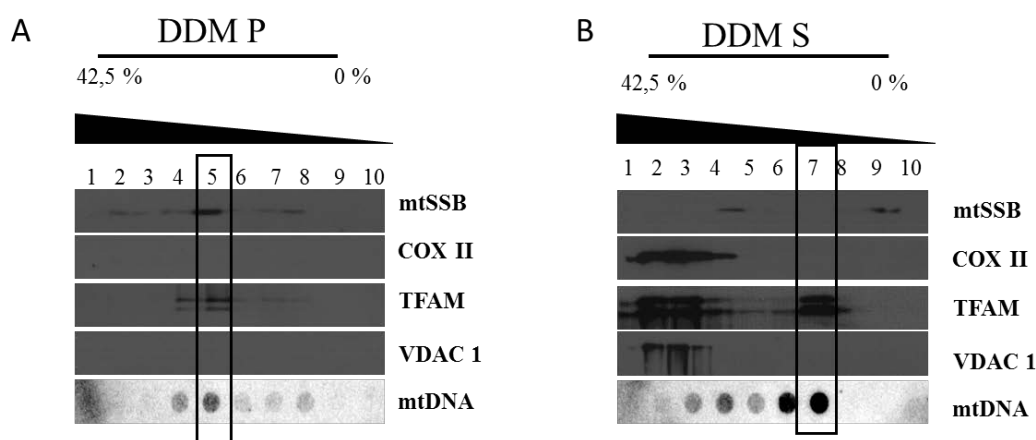 A
DDM P
42,5 %
0 %
1 2 3 4 5 6 7 8 9 10
mtSSB
COX II
TFAM
VDAC 1
mtDNA
B
DDM S
42,5 %
0 %
1 2 3 4 6 7 8 9 10
mtSSB
COX II
TFAM
VDAC 1
mtDNA